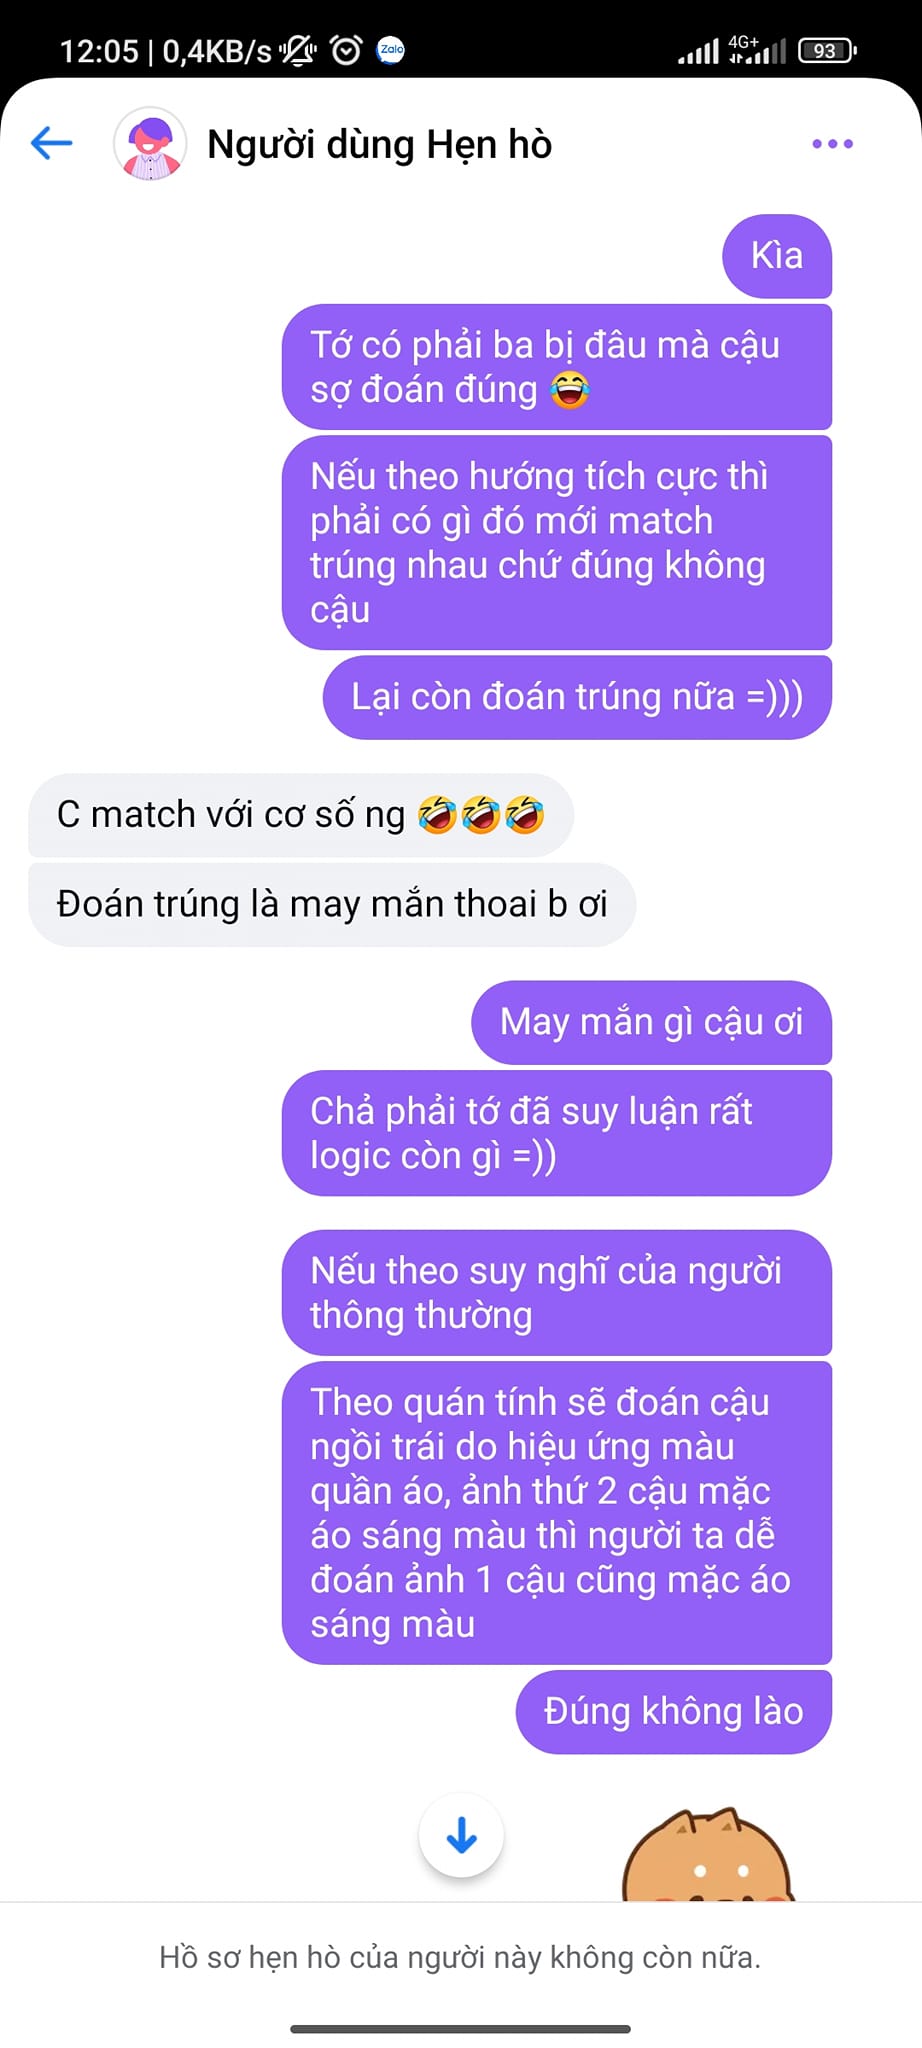 12:05 | 0,4KB/s
Zalo
4G+
93
Người dùng Hẹn hò
Kìa
Tớ có phải ba bị đâu mà cậu
sợ đoán đúng 😂
Nếu theo hướng tích cực thì
phải có gì đó mới match
trúng nhau chứ đúng không
cậu
Lại còn đoán trúng nữa =)))
C match với cơ số ng 🤣🤣🤣
Đoán trúng là may mắn thoai b ơi
May mắn gì cậu ơi
Chả phải tớ đã suy luận rất
logic còn gì =))
Nếu theo suy nghĩ của người
thông thường
Theo quán tính sẽ đoán cậu
ngồi trái do hiệu ứng màu
quần áo, ảnh thứ 2 cậu mặc
áo sáng màu thì người ta dễ
đoán ảnh 1 cậu cũng mặc áo
sáng màu
Đúng không lào
Hồ sơ hẹn hò của người này không còn nữa.